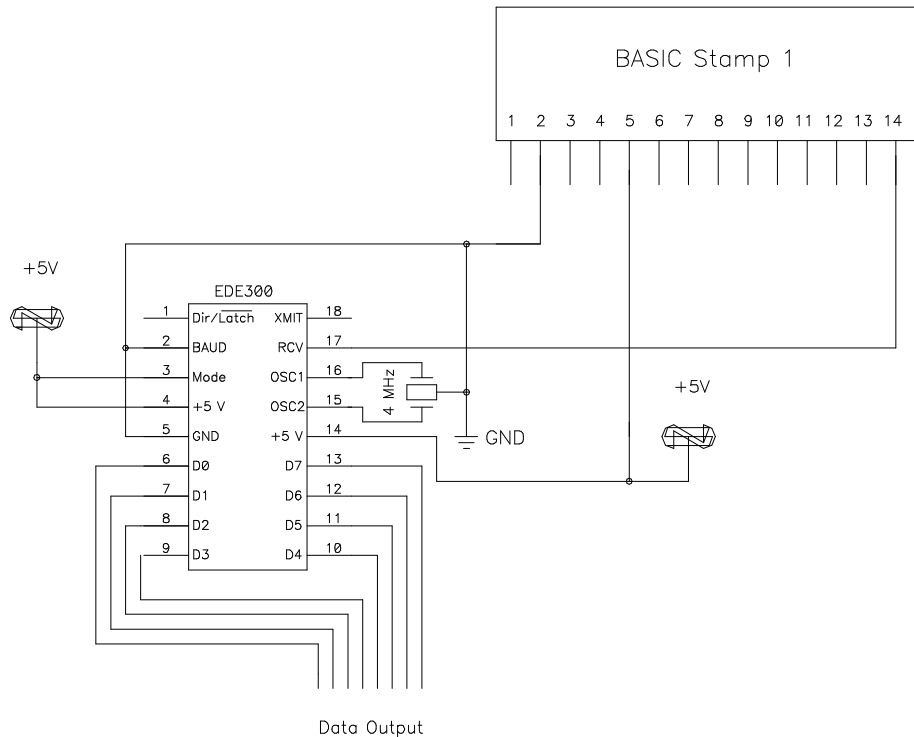 BASIC Stamp 1
1 2 3 4 5 6 7 8 9 10 11 12 13 14
+5V
EDE300
1 Dir/Latch XMIT 18
2 BAUD RCV 17
3 Mode OSC1 16
4 +5 V OSC2 15
5 GND +5 V 14
6 D0 D7 13
7 D1 D6 12
8 D2 D5 11
9 D3 D4 10
4 MHz
GND
+5V
Data Output